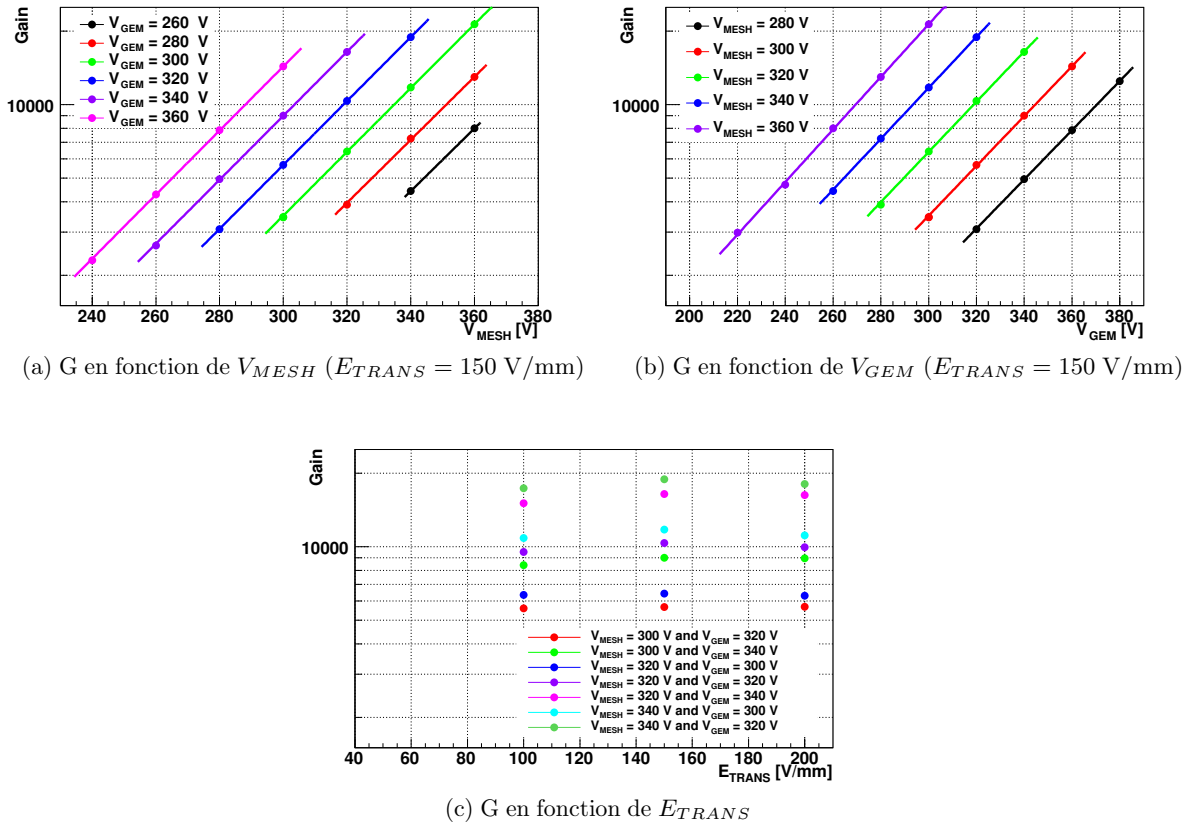 Gain
V_GEM = 260 V
V_GEM = 280 V
V_GEM = 300 V
V_GEM = 320 V
V_GEM = 340 V
V_GEM = 360 V
10000
240 260 280 300 320 340 360 380
V_MESH [V]
(a) G en fonction de V_MESH (E_TRANS = 150 V/mm)
Gain
V_MESH = 280 V
V_MESH = 300 V
V_MESH = 320 V
V_MESH = 340 V
V_MESH = 360 V
10000
200 220 240 260 280 300 320 340 360 380
V_GEM [V]
(b) G en fonction de V_GEM (E_TRANS = 150 V/mm)
Gain
10000
V_MESH = 300 V and V_GEM = 320 V
V_MESH = 300 V and V_GEM = 340 V
V_MESH = 320 V and V_GEM = 300 V
V_MESH = 320 V and V_GEM = 320 V
V_MESH = 320 V and V_GEM = 340 V
V_MESH = 340 V and V_GEM = 300 V
V_MESH = 340 V and V_GEM = 320 V
40 60 80 100 120 140 160 180 200
E_TRANS [V/mm]
(c) G en fonction de E_TRANS